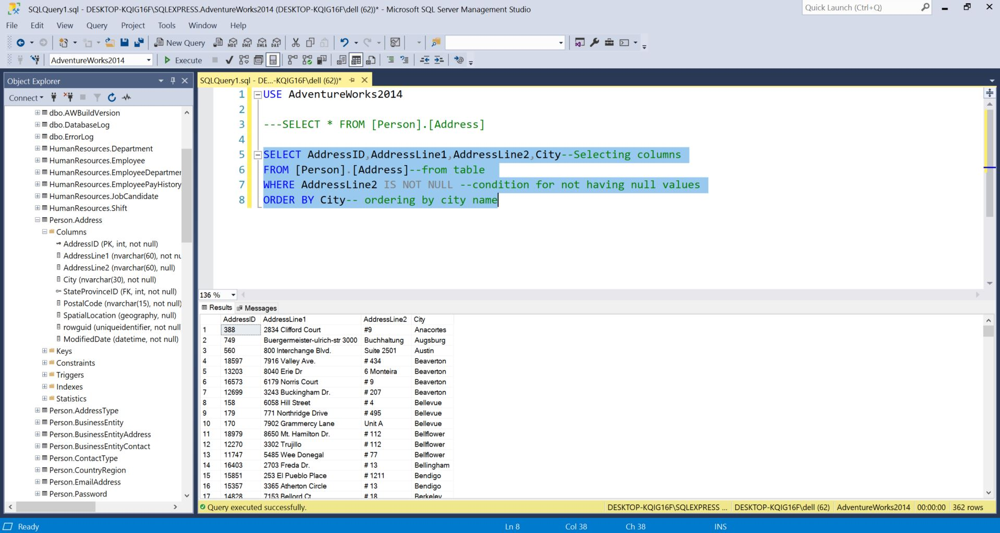 SQLQuery1.sql - DESKTOP-KQIG16F\SQLEXPRESS.AdventureWorks2014 (DESKTOP-KQIG16F\dell (62))* - Microsoft SQL Server Management Studio
Quick Launch (Ctrl+Q)
File Edit View Query Project Tools Window Help
New Query MDX DMX XMLA DAX
AdventureWorks2014 Execute
Object Explorer
Connect
dbo.AWBuildVersion
dbo.DatabaseLog
dbo.ErrorLog
HumanResources.Department
HumanResources.Employee
HumanResources.EmployeeDepartmer
HumanResources.EmployeePayHistory
HumanResources.JobCandidate
HumanResources.Shift
Person.Address
Columns
AddressID (PK, int, not null)
AddressLine1 (nvarchar(60), not nu
AddressLine2 (nvarchar(60), null)
City (nvarchar(30), not null)
StateProvinceID (FK, int, not null)
PostalCode (nvarchar(15), not null)
SpatialLocation (geography, null)
rowguid (uniqueidentifier, not null
ModifiedDate (datetime, not null)
Keys
Constraints
Triggers
Indexes
Statistics
Person.AddressType
Person.BusinessEntity
Person.BusinessEntityAddress
Person.BusinessEntityContact
Person.ContactType
Person.CountryRegion
Person.EmailAddress
Person.Password
SQLQuery1.sql - DE...-KQIG16F\dell (62))*
1 USE AdventureWorks2014
2
3 ---SELECT * FROM [Person].[Address]
4
5 SELECT AddressID,AddressLine1,AddressLine2,City--Selecting columns
6 FROM [Person].[Address]--from table
7 WHERE AddressLine2 IS NOT NULL --condition for not having null values
8 ORDER BY City-- ordering by city name
136 %
Results Messages
AddressID AddressLine1 AddressLine2 City
1 388 2834 Clifford Court #9 Anacortes
2 749 Buergermeister-ulrich-str 3000 Buchhaltung Augsburg
3 560 800 Interchange Blvd. Suite 2501 Austin
4 18597 7916 Valley Ave. # 434 Beaverton
5 13203 8040 Erie Dr 6 Monteira Beaverton
6 16573 6179 Norris Court # 9 Beaverton
7 12699 3243 Buckingham Dr. # 207 Beaverton
8 158 6058 Hill Street # 4 Bellevue
9 179 771 Northridge Drive # 495 Bellevue
10 170 7902 Grammercy Lane Unit A Bellevue
11 18979 8650 Mt. Hamilton Dr. # 112 Bellflower
12 12270 3302 Trujillo # 112 Bellflower
13 11747 5485 Wee Donegal # 77 Bellflower
14 16403 2703 Freda Dr. # 13 Bellingham
15 15851 253 El Pueblo Place # 1211 Bendigo
16 15357 3365 Atherton Circle # 13 Bendigo
17 14828 7153 Bellord Ct. # 18 Berkeley
Query executed successfully. DESKTOP-KQIG16F\SQLEXPRESS ... DESKTOP-KQIG16F\dell (62) AdventureWorks2014 00:00:00 362 rows
Ready Ln 8 Col 38 Ch 38 INS